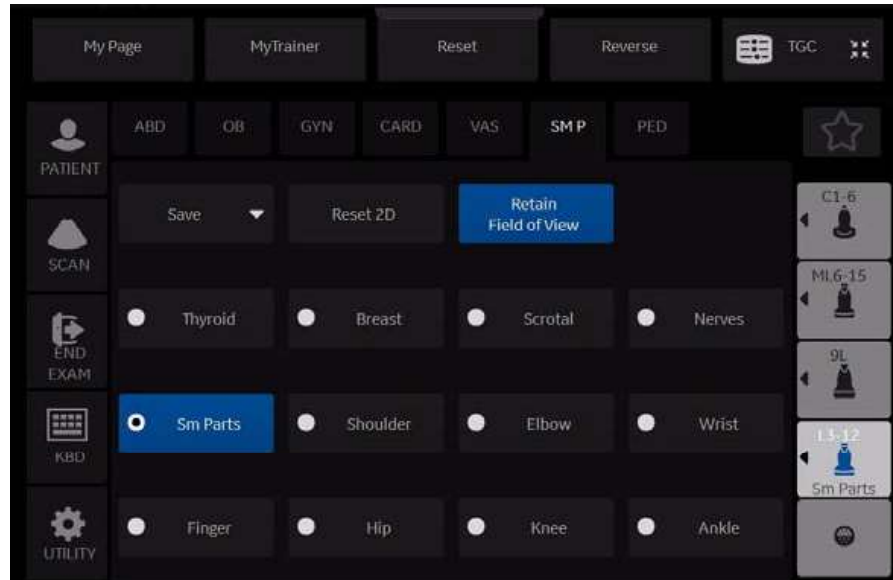 My Page
MyTrainer
Reset
Reverse
TGC
PATIENT
SCAN
END
EXAM
KBD
UTILITY
ABD
OB
GYN
CARD
VAS
SM P
PED
Save
Reset 2D
Retain
Field of View
Thyroid
Breast
Scrotal
Nerves
Sm Parts
Shoulder
Elbow
Wrist
Finger
Hip
Knee
Ankle
C1-6
ML6-15
9L
L3-12
Sm Parts